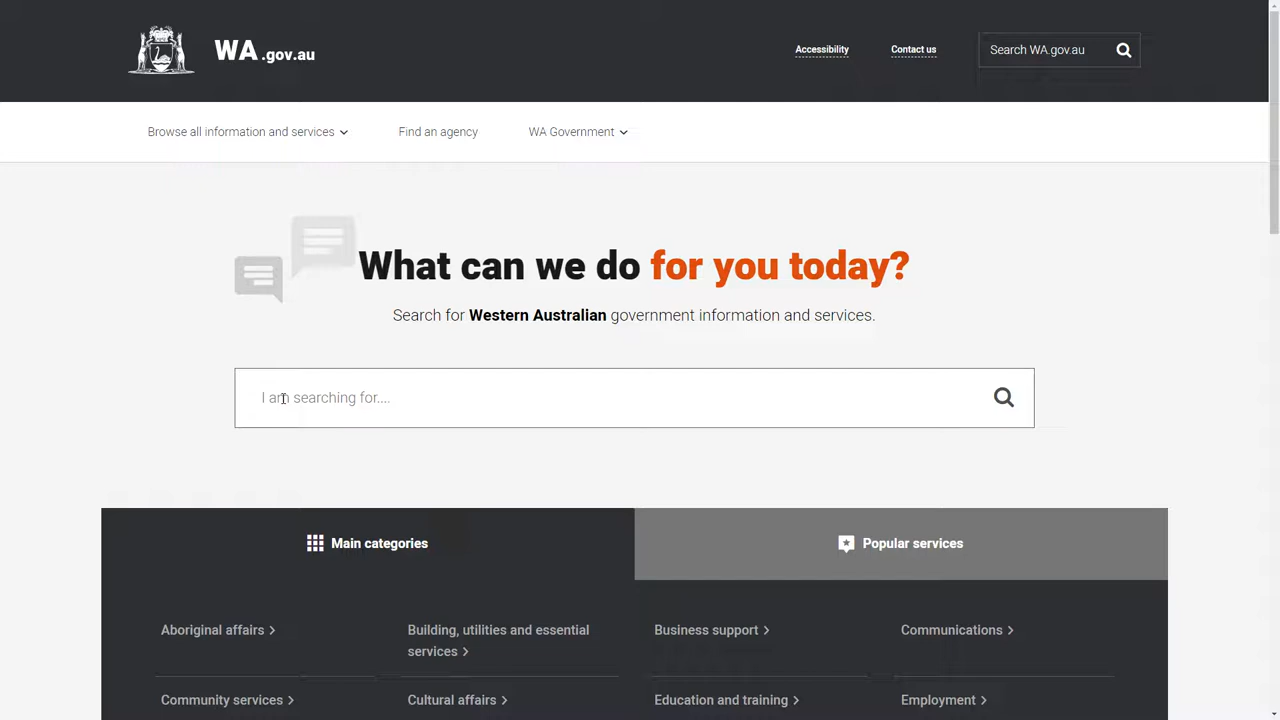 WA .gov.au
Accessibility
Contact us
Search WA.gov.au
Browse all information and services
Find an agency
WA Government
What can we do for you today?
Search for Western Australian government information and services.
I am searching for....
Main categories
Popular services
Aboriginal affairs
Building, utilities and essential
services
Business support
Communications
Community services
Cultural affairs
Education and training
Employment